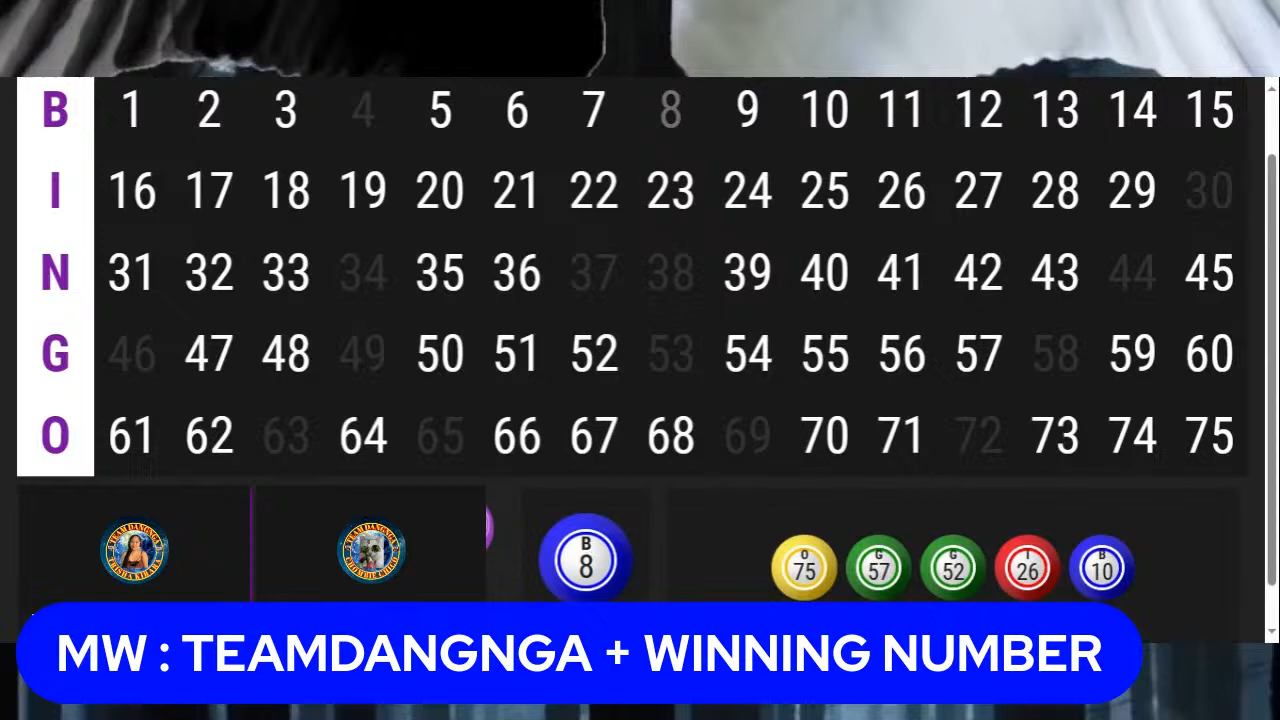 B 1 2 3 4 5 6 7 8 9 10 11 12 13 14 15
I 16 17 18 19 20 21 22 23 24 25 26 27 28 29 30
N 31 32 33 34 35 36 37 38 39 40 41 42 43 44 45
G 46 47 48 49 50 51 52 53 54 55 56 57 58 59 60
O 61 62 63 64 65 66 67 68 69 70 71 72 73 74 75
TEAM DANGNGA
TEAM DANGNGA
B 8
O 75
G 57
G 52
I 26
B 10
MW : TEAMDANGNGA + WINNING NUMBER